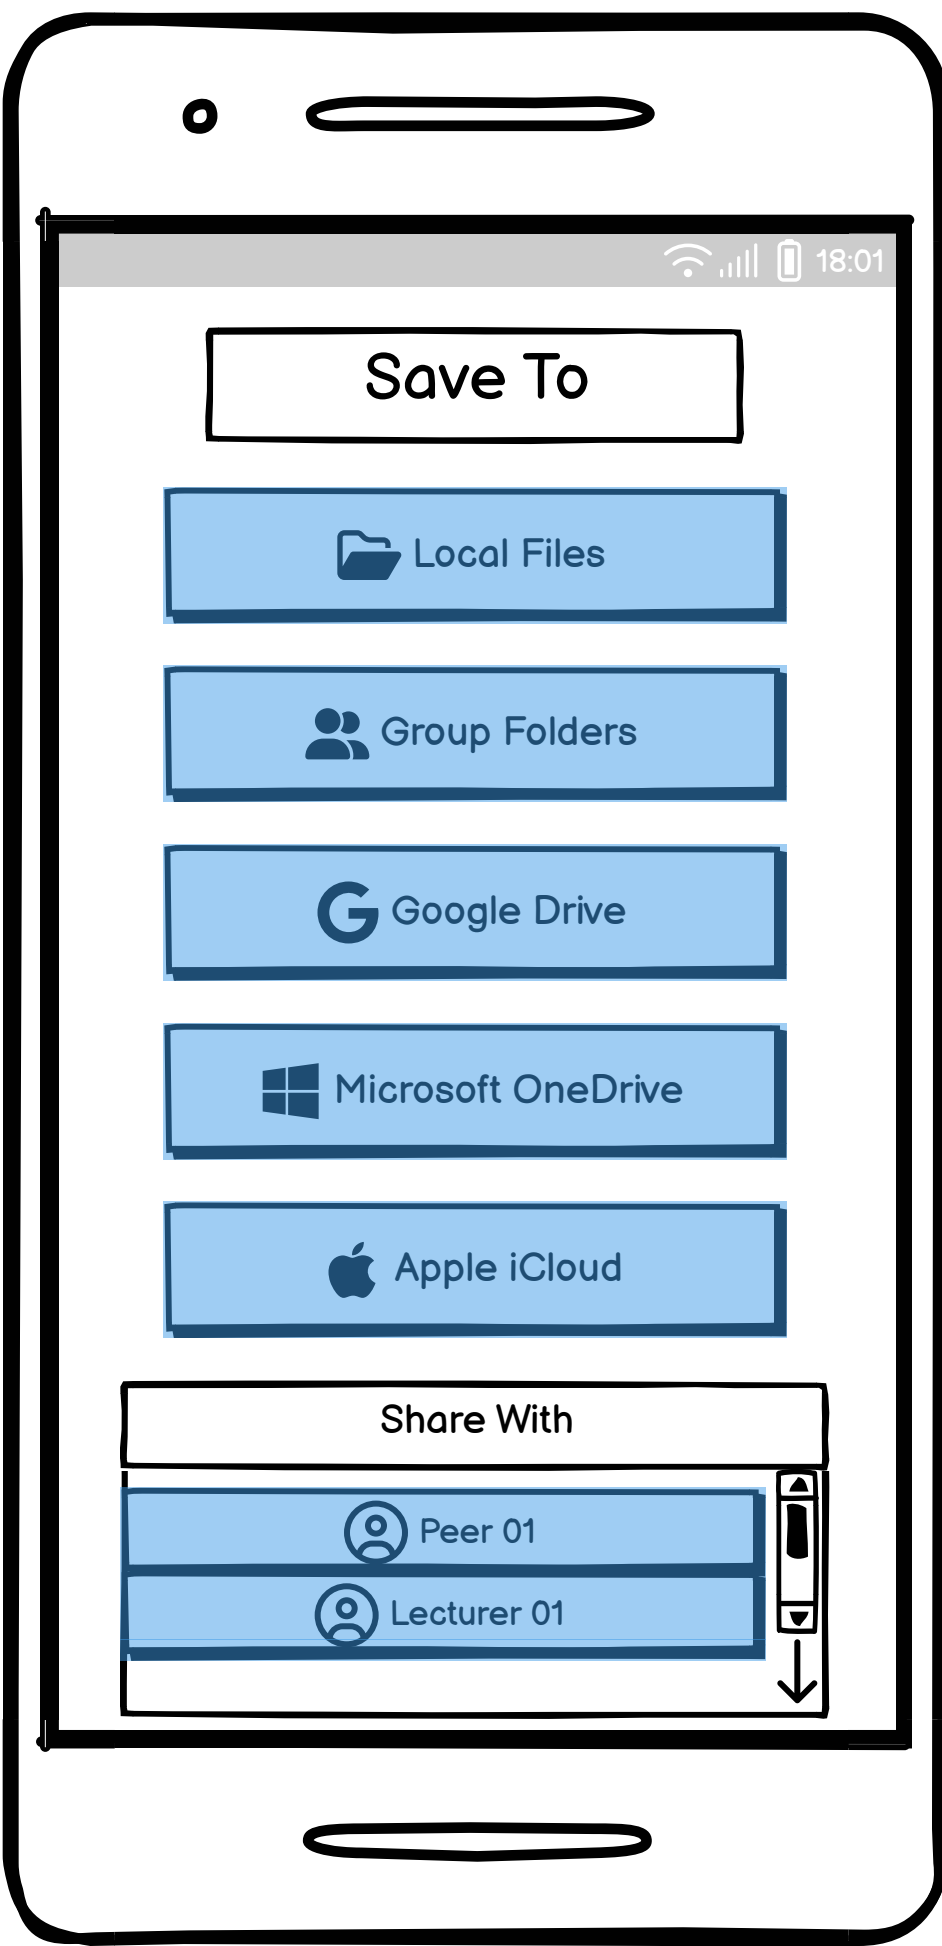 18:01
Save To
Local Files
Group Folders
Google Drive
Microsoft OneDrive
Apple iCloud
Share With
Peer 01
Lecturer 01